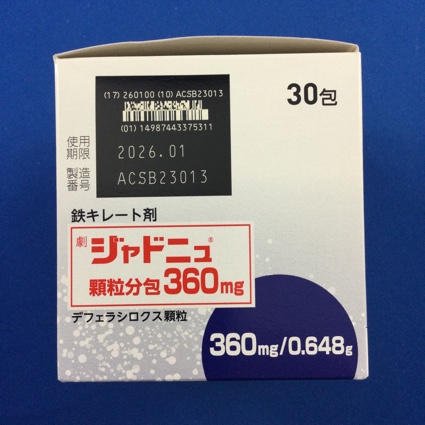 (17) 260100 (10) ACSB23013
(01) 14987443375311
30包
使用期限 2026.01
製造番号 ACSB23013
鉄キレート剤
劇 ジャドニュ®
顆粒分包360mg
デフェラシロクス顆粒
360mg/0.648g